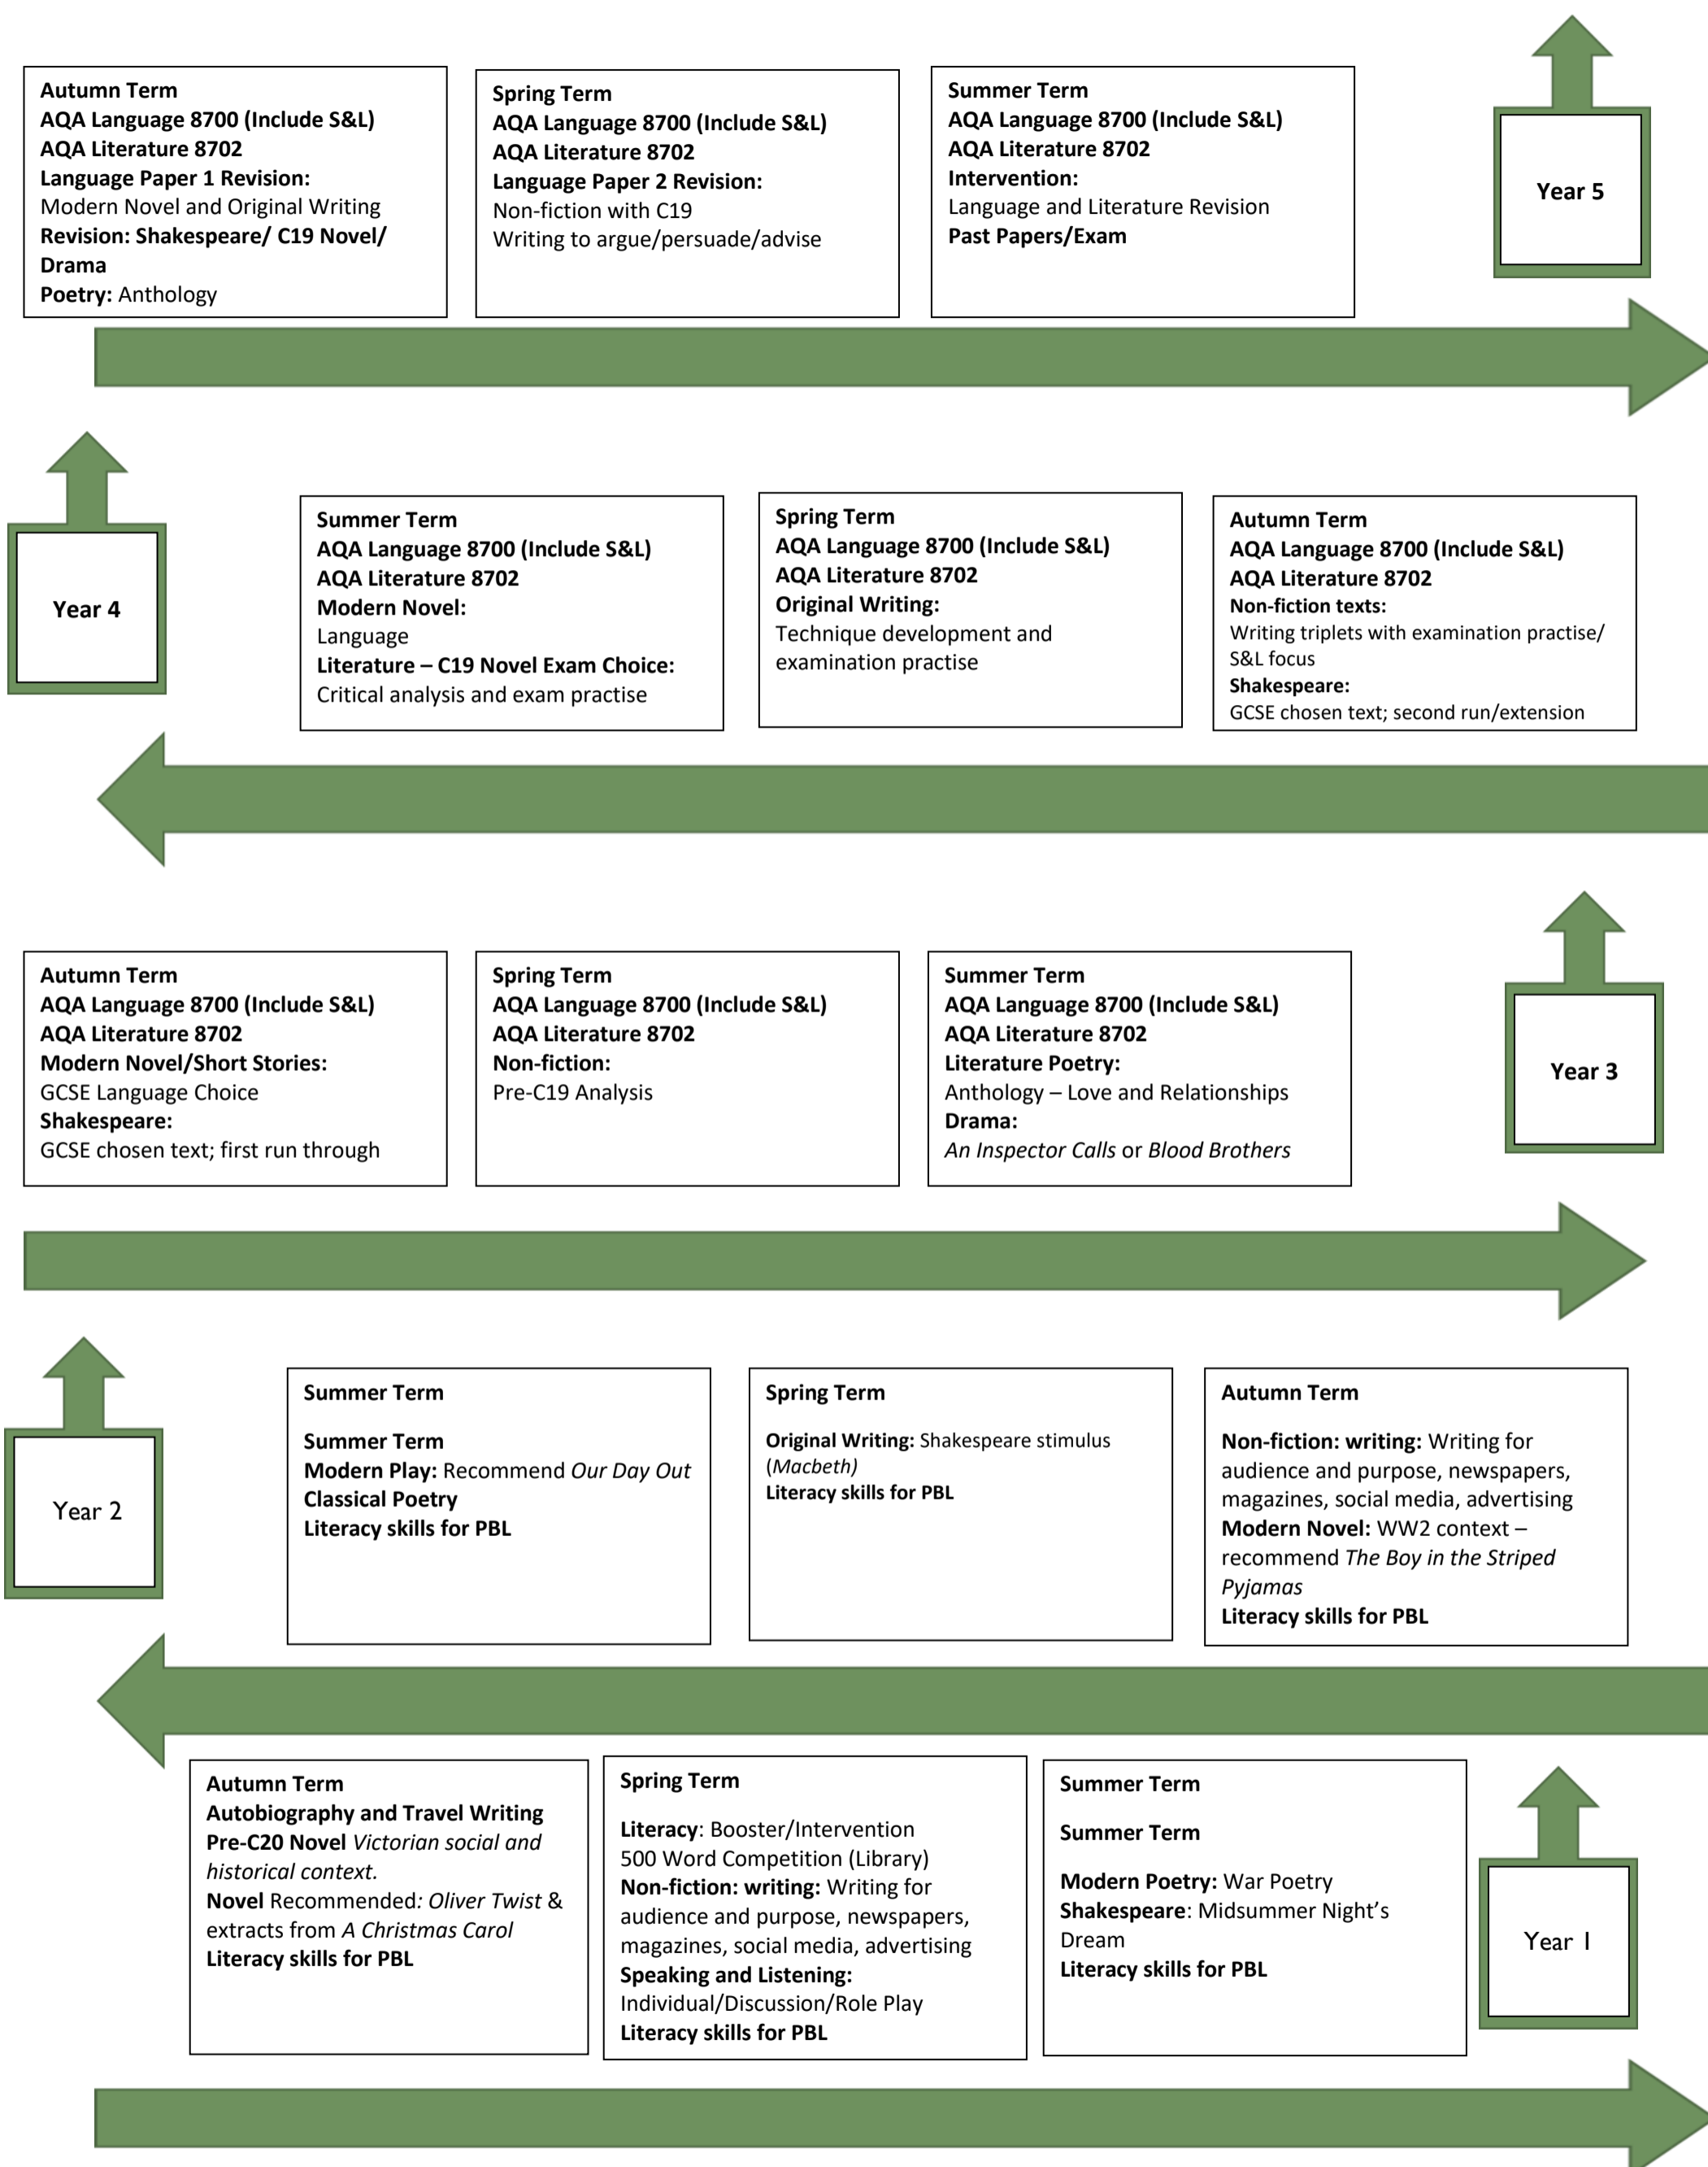 Autumn Term
AQA Language 8700 (Include S&L)
AQA Literature 8702
Language Paper 1 Revision:
Modern Novel and Original Writing
Revision: Shakespeare/ C19 Novel/
Drama
Poetry: Anthology
Spring Term
AQA Language 8700 (Include S&L)
AQA Literature 8702
Language Paper 2 Revision:
Non-fiction with C19
Writing to argue/persuade/advise
Summer Term
AQA Language 8700 (Include S&L)
AQA Literature 8702
Intervention:
Language and Literature Revision
Past Papers/Exam
Year 5
Year 4
Summer Term
AQA Language 8700 (Include S&L)
AQA Literature 8702
Modern Novel:
Language
Literature – C19 Novel Exam Choice:
Critical analysis and exam practise
Spring Term
AQA Language 8700 (Include S&L)
AQA Literature 8702
Original Writing:
Technique development and
examination practise
Autumn Term
AQA Language 8700 (Include S&L)
AQA Literature 8702
Non-fiction texts:
Writing triplets with examination practise/
S&L focus
Shakespeare:
GCSE chosen text; second run/extension
Autumn Term
AQA Language 8700 (Include S&L)
AQA Literature 8702
Modern Novel/Short Stories:
GCSE Language Choice
Shakespeare:
GCSE chosen text; first run through
Spring Term
AQA Language 8700 (Include S&L)
AQA Literature 8702
Non-fiction:
Pre-C19 Analysis
Summer Term
AQA Language 8700 (Include S&L)
AQA Literature 8702
Literature Poetry:
Anthology – Love and Relationships
Drama:
An Inspector Calls or Blood Brothers
Year 3
Year 2
Summer Term
Summer Term
Modern Play: Recommend Our Day Out
Classical Poetry
Literacy skills for PBL
Spring Term
Original Writing: Shakespeare stimulus
(Macbeth)
Literacy skills for PBL
Autumn Term
Non-fiction: writing: Writing for
audience and purpose, newspapers,
magazines, social media, advertising
Modern Novel: WW2 context –
recommend The Boy in the Striped
Pyjamas
Literacy skills for PBL
Autumn Term
Autobiography and Travel Writing
Pre-C20 Novel Victorian social and
historical context.
Novel Recommended: Oliver Twist &
extracts from A Christmas Carol
Literacy skills for PBL
Spring Term
Literacy: Booster/Intervention
500 Word Competition (Library)
Non-fiction: writing: Writing for
audience and purpose, newspapers,
magazines, social media, advertising
Speaking and Listening:
Individual/Discussion/Role Play
Literacy skills for PBL
Summer Term
Summer Term
Modern Poetry: War Poetry
Shakespeare: Midsummer Night's
Dream
Literacy skills for PBL
Year 1